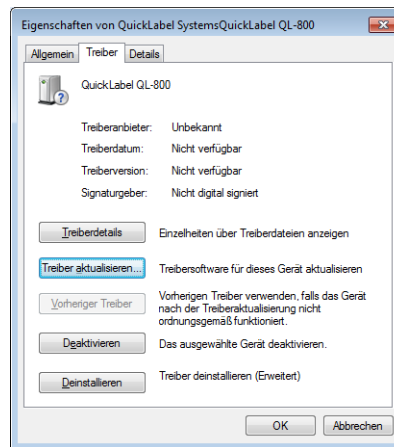 Eigenschaften von QuickLabel SystemsQuickLabel QL-800
Allgemein Treiber Details
QuickLabel QL-800
Treiberanbieter: Unbekannt
Treiberdatum: Nicht verfügbar
Treiberversion: Nicht verfügbar
Signaturgeber: Nicht digital signiert
Treiberdetails Einzelheiten über Treiberdateien anzeigen
Treiber aktualisieren... Treibersoftware für dieses Gerät aktualisieren
Vorheriger Treiber Vorherigen Treiber verwenden, falls das Gerät
nach der Treiberaktualisierung nicht
ordnungsgemäß funktioniert.
Deaktivieren Das ausgewählte Gerät deaktivieren.
Deinstallieren Treiber deinstallieren (Erweitert)
OK Abbrechen